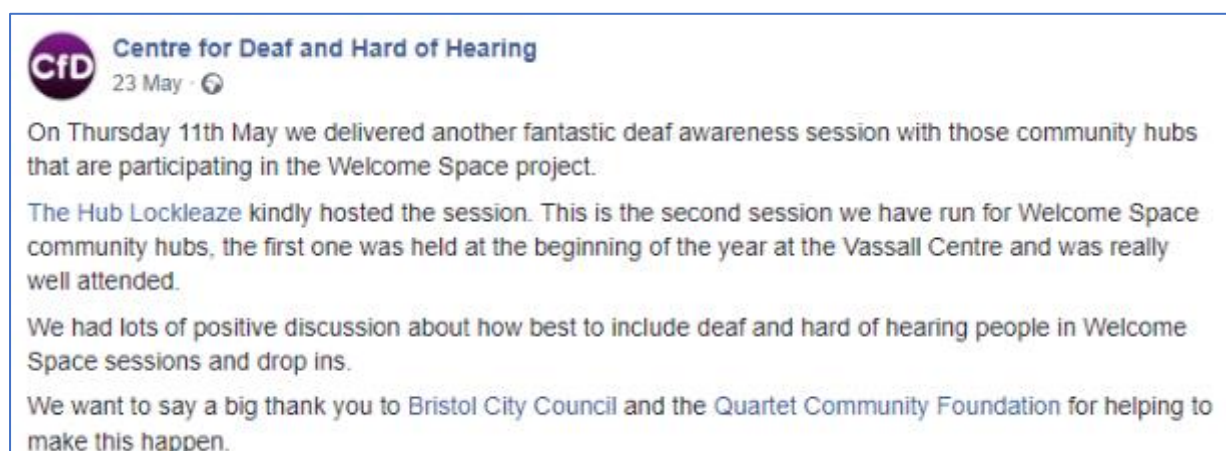 CfD
Centre for Deaf and Hard of Hearing
23 May ·
On Thursday 11th May we delivered another fantastic deaf awareness session with those community hubs
that are participating in the Welcome Space project.
The Hub Lockleaze kindly hosted the session. This is the second session we have run for Welcome Space
community hubs, the first one was held at the beginning of the year at the Vassall Centre and was really
well attended.
We had lots of positive discussion about how best to include deaf and hard of hearing people in Welcome
Space sessions and drop ins.
We want to say a big thank you to Bristol City Council and the Quartet Community Foundation for helping to
make this happen.